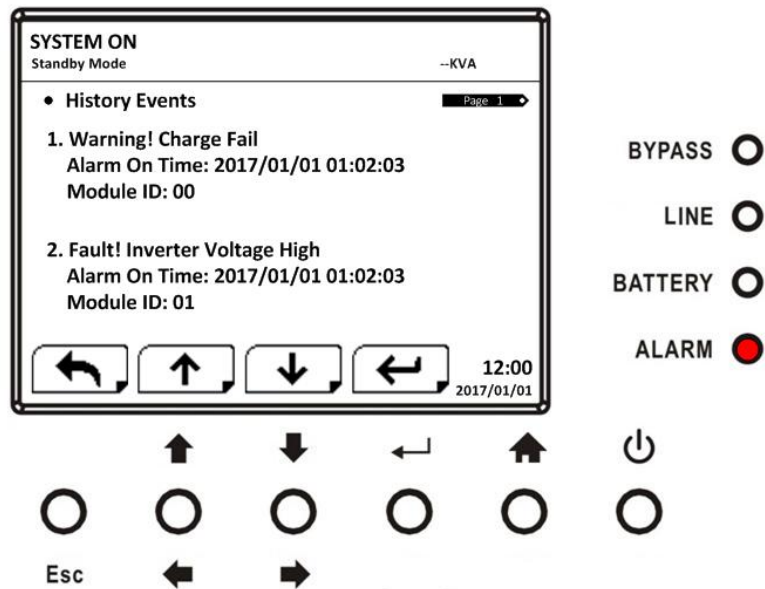 SYSTEM ON
Standby Mode --KVA
• History Events Page 1
1. Warning! Charge Fail
Alarm On Time: 2017/01/01 01:02:03
Module ID: 00
2. Fault! Inverter Voltage High
Alarm On Time: 2017/01/01 01:02:03
Module ID: 01
12:00
2017/01/01
BYPASS
LINE
BATTERY
ALARM
Esc